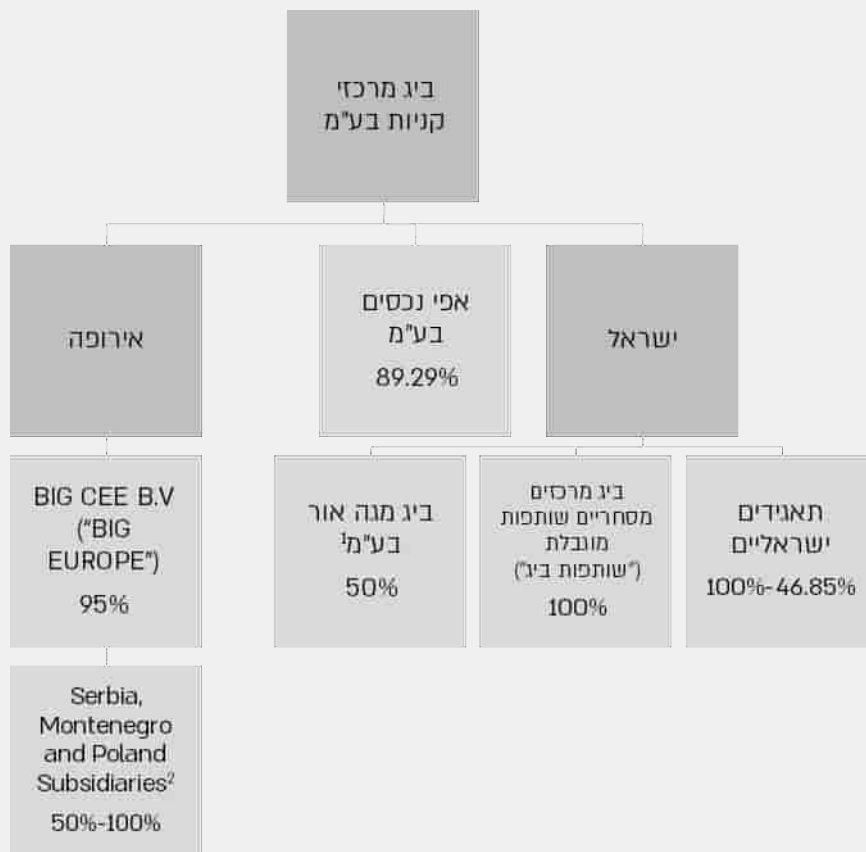 ביג מרכזי
קניות בע"מ
ישראל
אפי נכסים
בע"מ
89.29%
אירופה
תאגידים
ישראליים
100%-46.85%
ביג מרכזים
מסחריים שותפות
מוגבלת
("שותפות ביג")
100%
ביג מגה אור
בע"מ¹
50%
BIG CEE B.V
("BIG
EUROPE")
95%
Serbia,
Montenegro
and Poland
Subsidiaries²
50%-100%